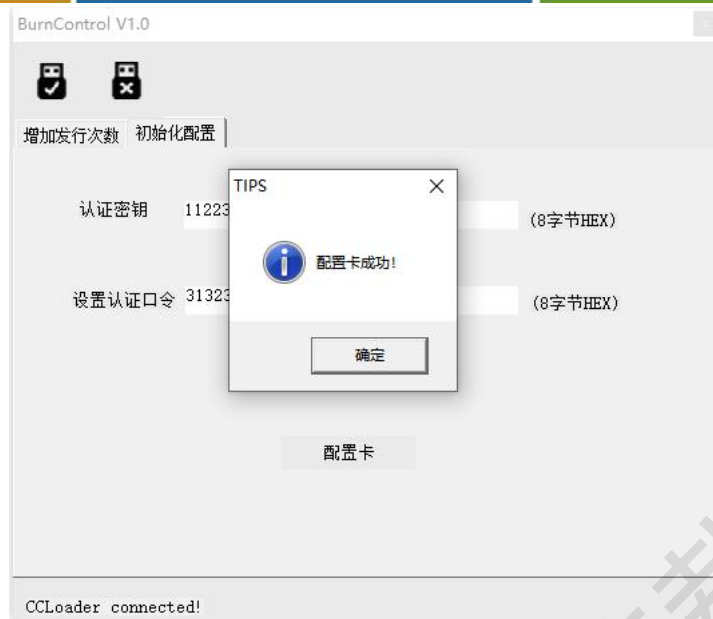 BurnControl V1.0
增加发行次数 初始化配置
TIPS
认证密钥 11223 (8字节HEX)
配置卡成功!
设置认证口令 31323 (8字节HEX)
确定
配置卡
CCLoader connected!